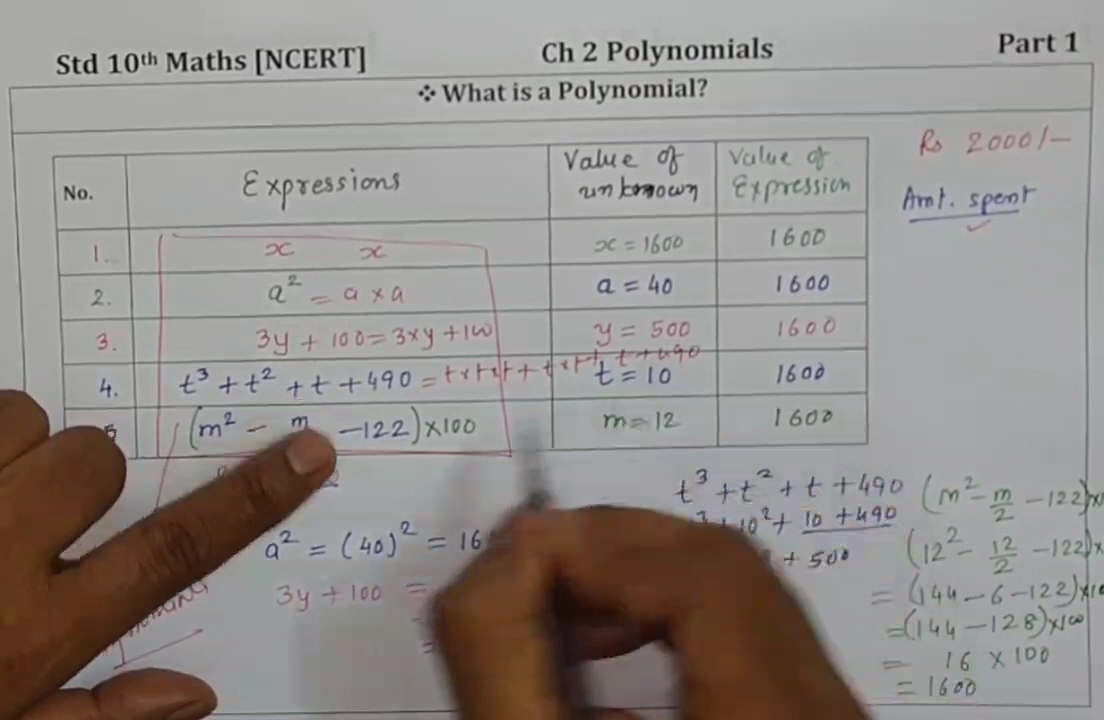 Std 10th Maths [NCERT] Ch 2 Polynomials Part 1
❖ What is a Polynomial?
No. Expressions Value of unknown Value of Expression
1. x x x = 1600 1600
2. a² = a × a a = 40 1600
3. 3y + 100 = 3×y + 100 y = 500 1600
4. t³ + t² + t + 490 = t×t×t + t×t + t + 490 t = 10 1600
(m² − m −122)×100 m = 12 1600
Rs 2000/–
Amt. spent
a² = (40)² = 16
3y + 100 =
=
t³ + t² + t + 490
10² + 10 + 490
+ 500
(m² − m/2 − 122)×
(12² − 12/2 − 122)×
= (144 − 6 − 122)×10
= (144 − 128)×100
= 16 × 100
= 1600